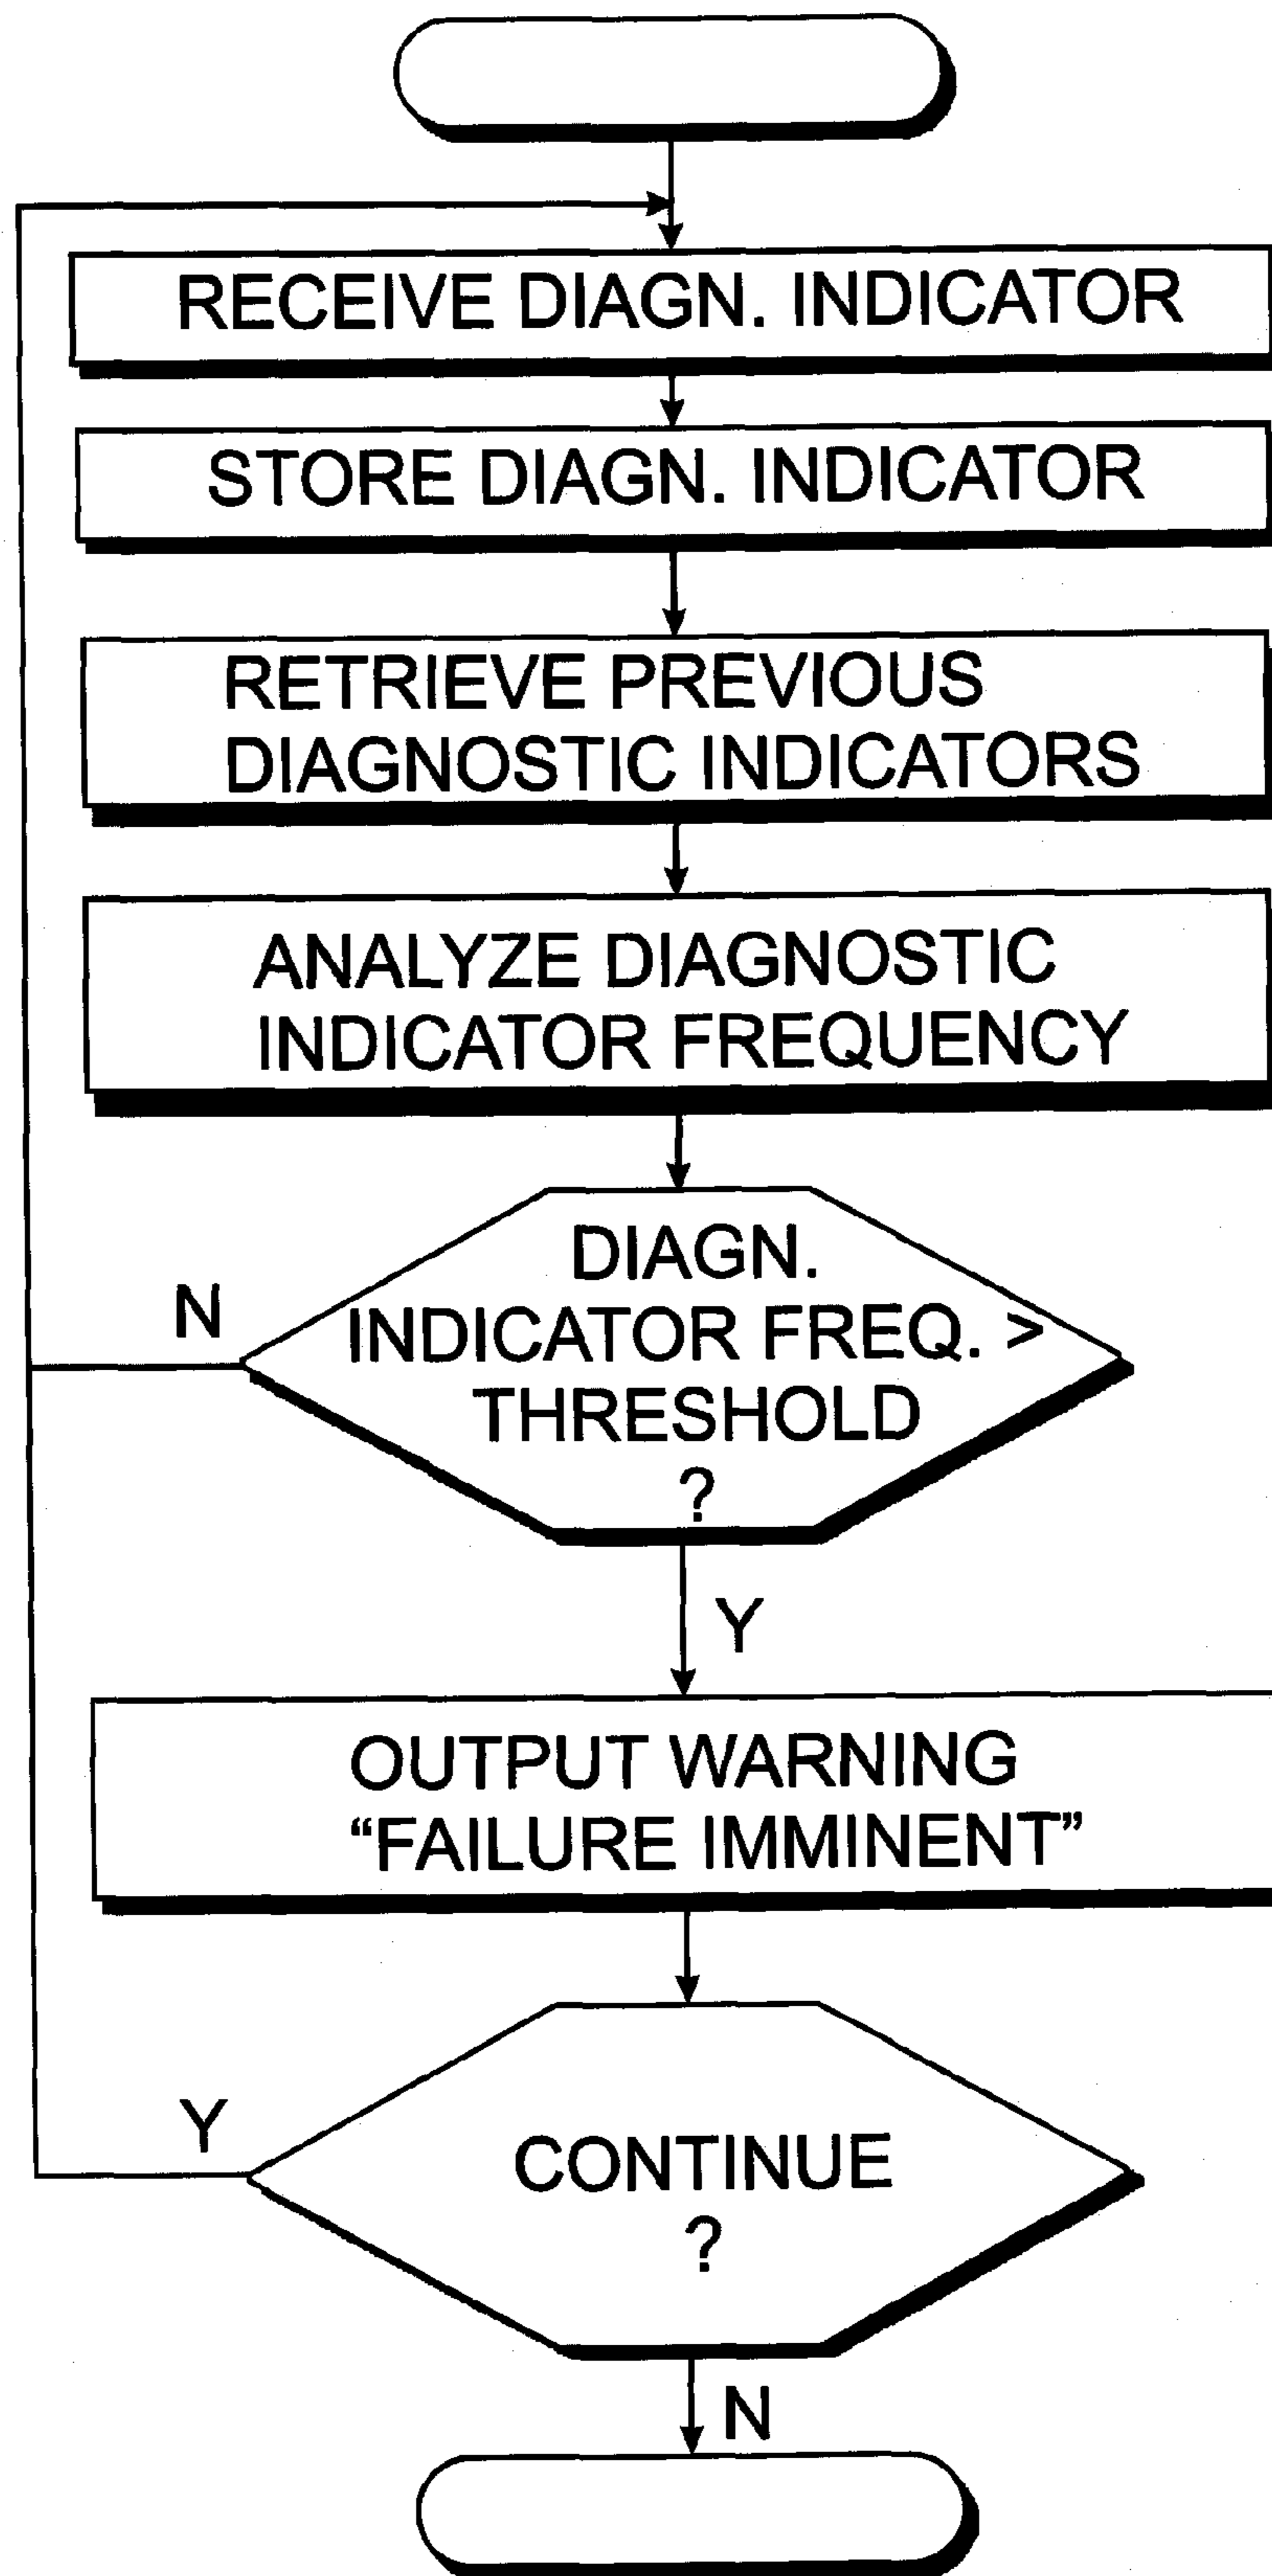 RECEIVE DIAGN. INDICATOR
STORE DIAGN. INDICATOR
RETRIEVE PREVIOUS
DIAGNOSTIC INDICATORS
ANALYZE DIAGNOSTIC
INDICATOR FREQUENCY
DIAGN.
N
INDICATOR FREQ. >
THRESHOLD
?
Y
OUTPUT WARNING
“FAILURE IMMINENT”
Y
CONTINUE
?
N